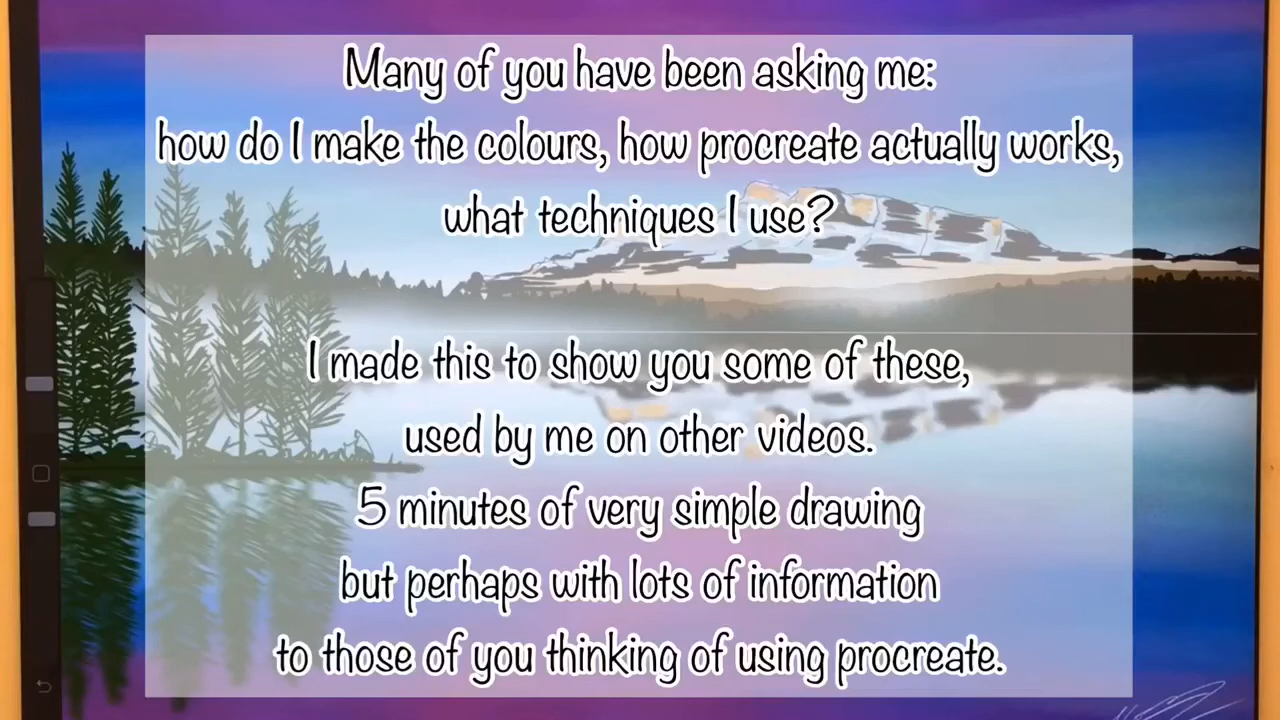 Many of you have been asking me:
how do I make the colours, how procreate actually works,
what techniques I use?
I made this to show you some of these,
used by me on other videos.
5 minutes of very simple drawing
but perhaps with lots of information
to those of you thinking of using procreate.